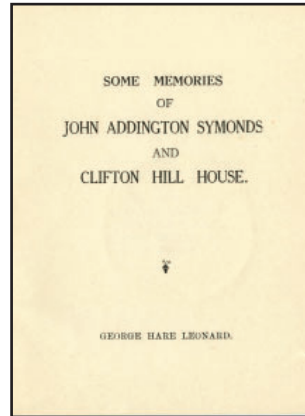 SOME MEMORIES
OF
JOHN ADDINGTON SYMONDS
AND
CLIFTON HILL HOUSE.
GEORGE HARE LEONARD.